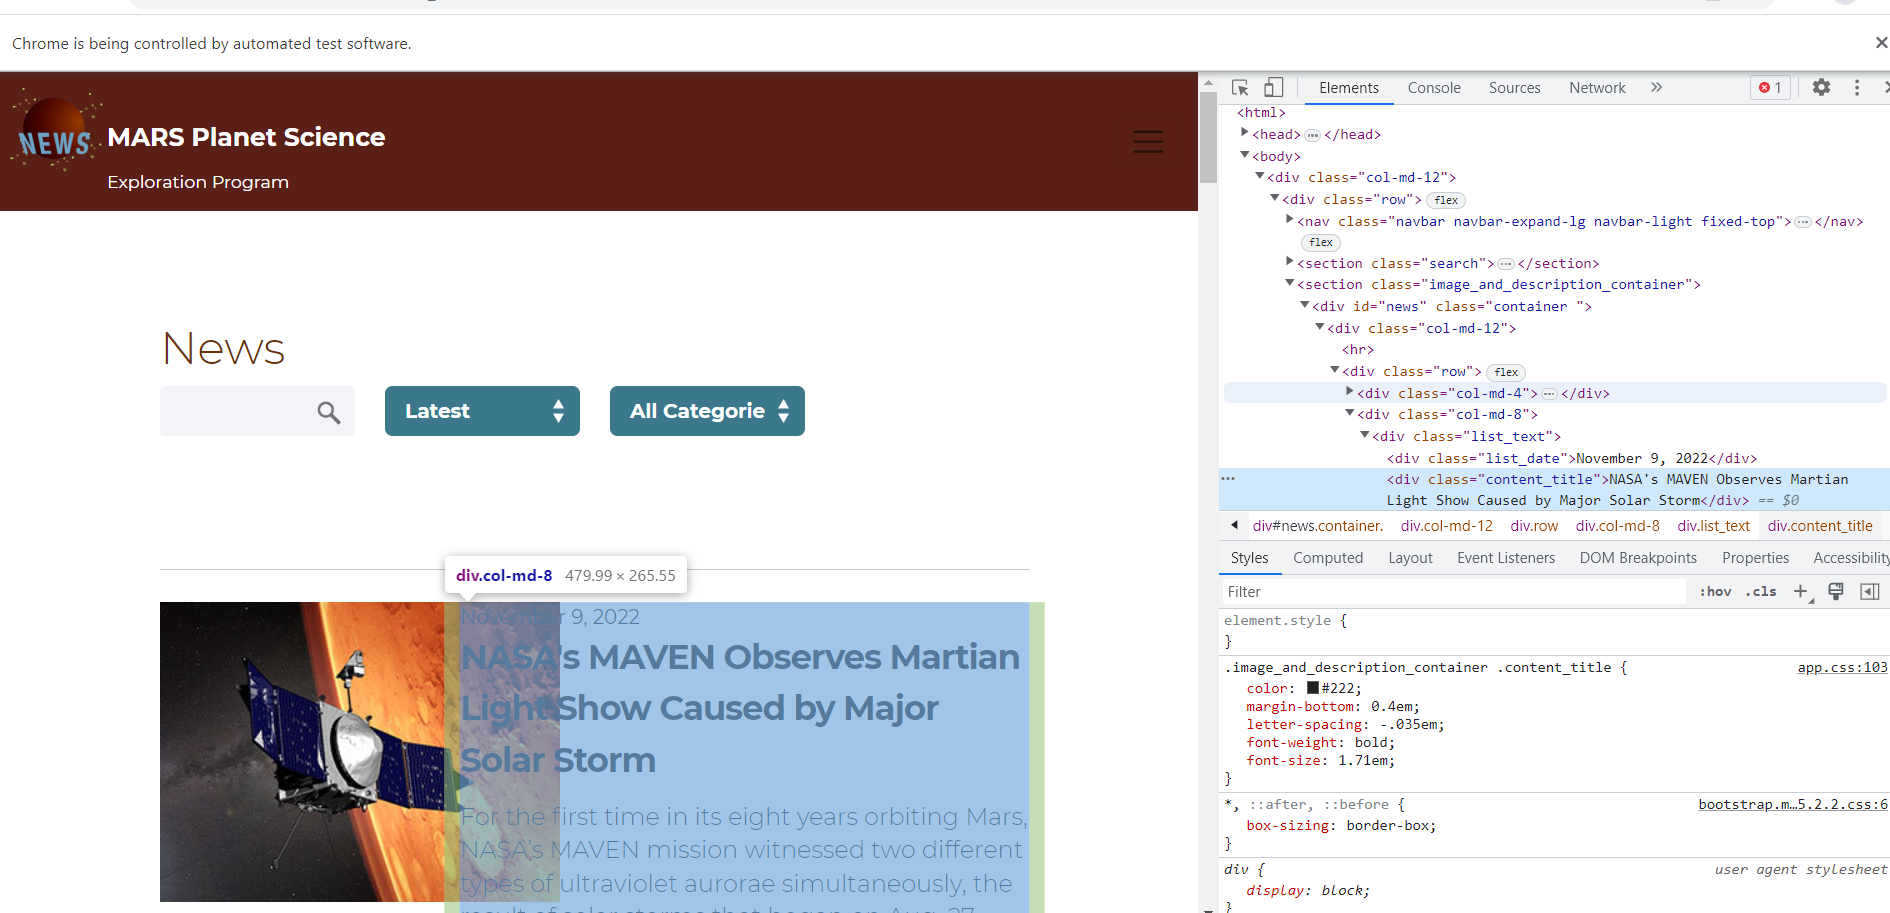 Chrome is being controlled by automated test software.
NEWS
MARS Planet Science
Exploration Program
News
Latest
All Categorie
div.col-md-8 479.99 × 265.55
November 9, 2022
NASA's MAVEN Observes Martian
Light Show Caused by Major
Solar Storm
For the first time in its eight years orbiting Mars,
NASA's MAVEN mission witnessed two different
types of ultraviolet aurorae simultaneously, the
result of solar storms that began on Aug. 27
Elements Console Sources Network » 1
<html>
<head>…</head>
<body>
<div class="col-md-12">
<div class="row"> flex
<nav class="navbar navbar-expand-lg navbar-light fixed-top">…</nav>
flex
<section class="search">…</section>
<section class="image_and_description_container">
<div id="news" class="container ">
<div class="col-md-12">
<hr>
<div class="row"> flex
<div class="col-md-4">…</div>
<div class="col-md-8">
<div class="list_text">
<div class="list_date">November 9, 2022</div>
<div class="content_title">NASA's MAVEN Observes Martian
Light Show Caused by Major Solar Storm</div> == $0
div#news.container. div.col-md-12 div.row div.col-md-8 div.list_text div.content_title
Styles Computed Layout Event Listeners DOM Breakpoints Properties Accessibility
Filter :hov .cls +
element.style {
}
.image_and_description_container .content_title { app.css:103
color: #222;
margin-bottom: 0.4em;
letter-spacing: -.035em;
font-weight: bold;
font-size: 1.71em;
}
*, ::after, ::before { bootstrap.m…5.2.2.css:6
box-sizing: border-box;
}
div { user agent stylesheet
display: block;
}